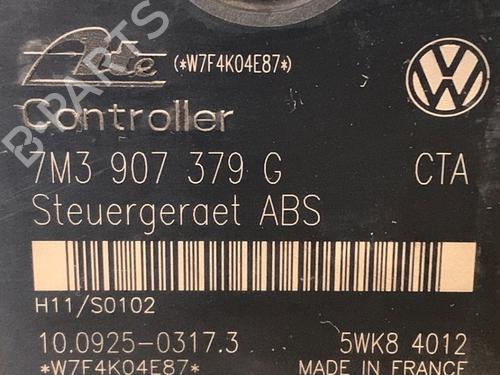 Ate (*W7F4K04E87*)
Controller
7M3 907 379 G CTA
Steuergeraet ABS
H11/S0102
10.0925-0317.3 5WK8 4012
*W7F4K04E87* MADE IN FRANCE
B-PARTS